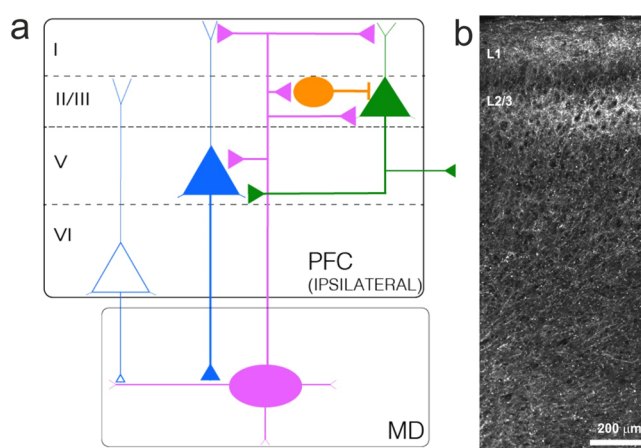 a
b
I
II/III
V
VI
PFC
(IPSILATERAL)
MD
L1
L2/3
200 μm